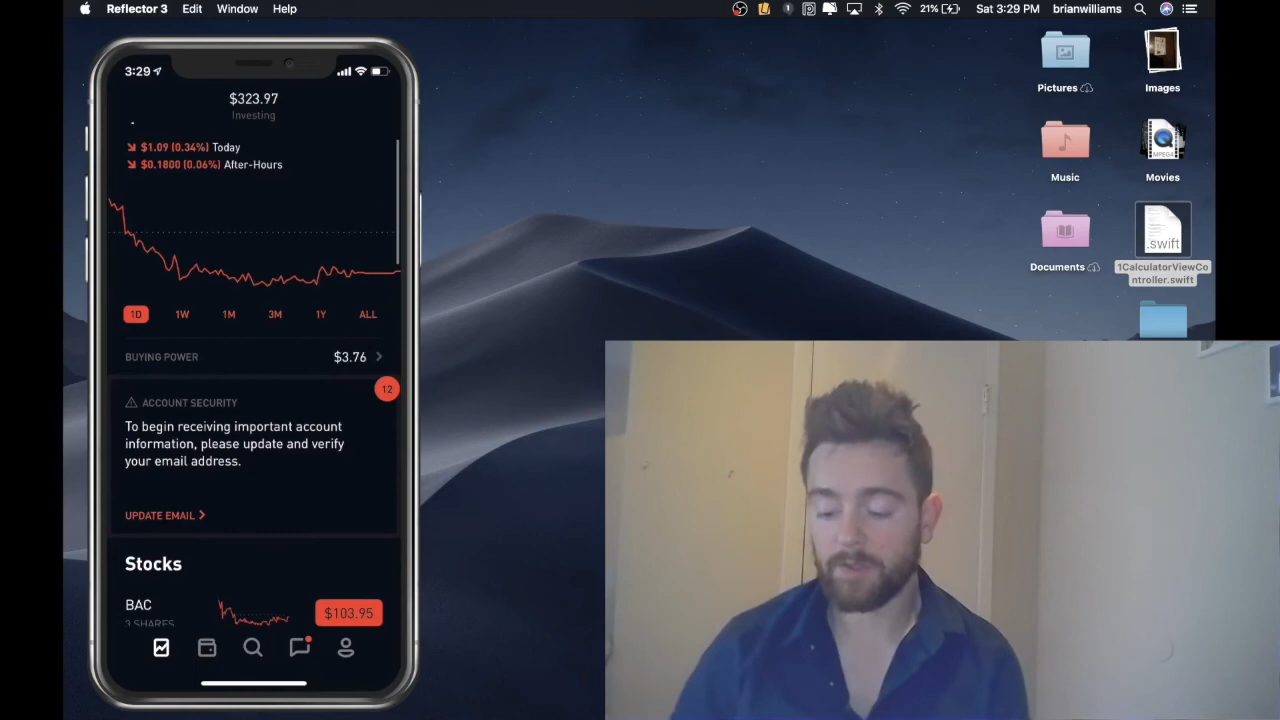 Reflector 3 Edit Window Help
21% Sat 3:29 PM brianwilliams
3:29
$323.97
Investing
$1.09 (0.34%) Today
$0.1800 (0.06%) After-Hours
1D 1W 1M 3M 1Y ALL
BUYING POWER $3.76
12
ACCOUNT SECURITY
To begin receiving important account
information, please update and verify
your email address.
UPDATE EMAIL
Stocks
BAC
3 SHARES
$103.95
Pictures
Images
Music
MPEG4
Movies
Documents
.swift
1CalculatorViewCo
ntroller.swift